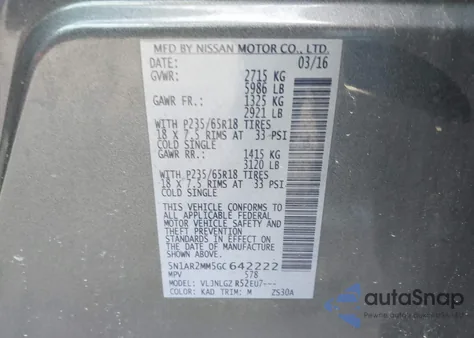 MFD BY NISSAN MOTOR CO., LTD.
DATE: 03/16
GVWR: 2715 KG
5986 LB
GAWR FR.: 1325 KG
2921 LB
WITH P235/65R18 TIRES
18 x 7.5 RIMS AT 33 PSI
COLD SINGLE
GAWR RR.: 1415 KG
3120 LB
WITH P235/65R18 TIRES
18 x 7.5 RIMS AT 33 PSI
COLD SINGLE
THIS VEHICLE CONFORMS TO
ALL APPLICABLE FEDERAL
MOTOR VEHICLE SAFETY
STANDARDS IN EFFECT ON
THE DATE OF MANUFACTURE
SHOWN ABOVE.
5N1AR2MM5GC642222
MPV 578
MODEL: VLJNLGZ R52EU7---
COLOR: KAD TRIM: M ZS30A
autoSnap
Catch Your Car